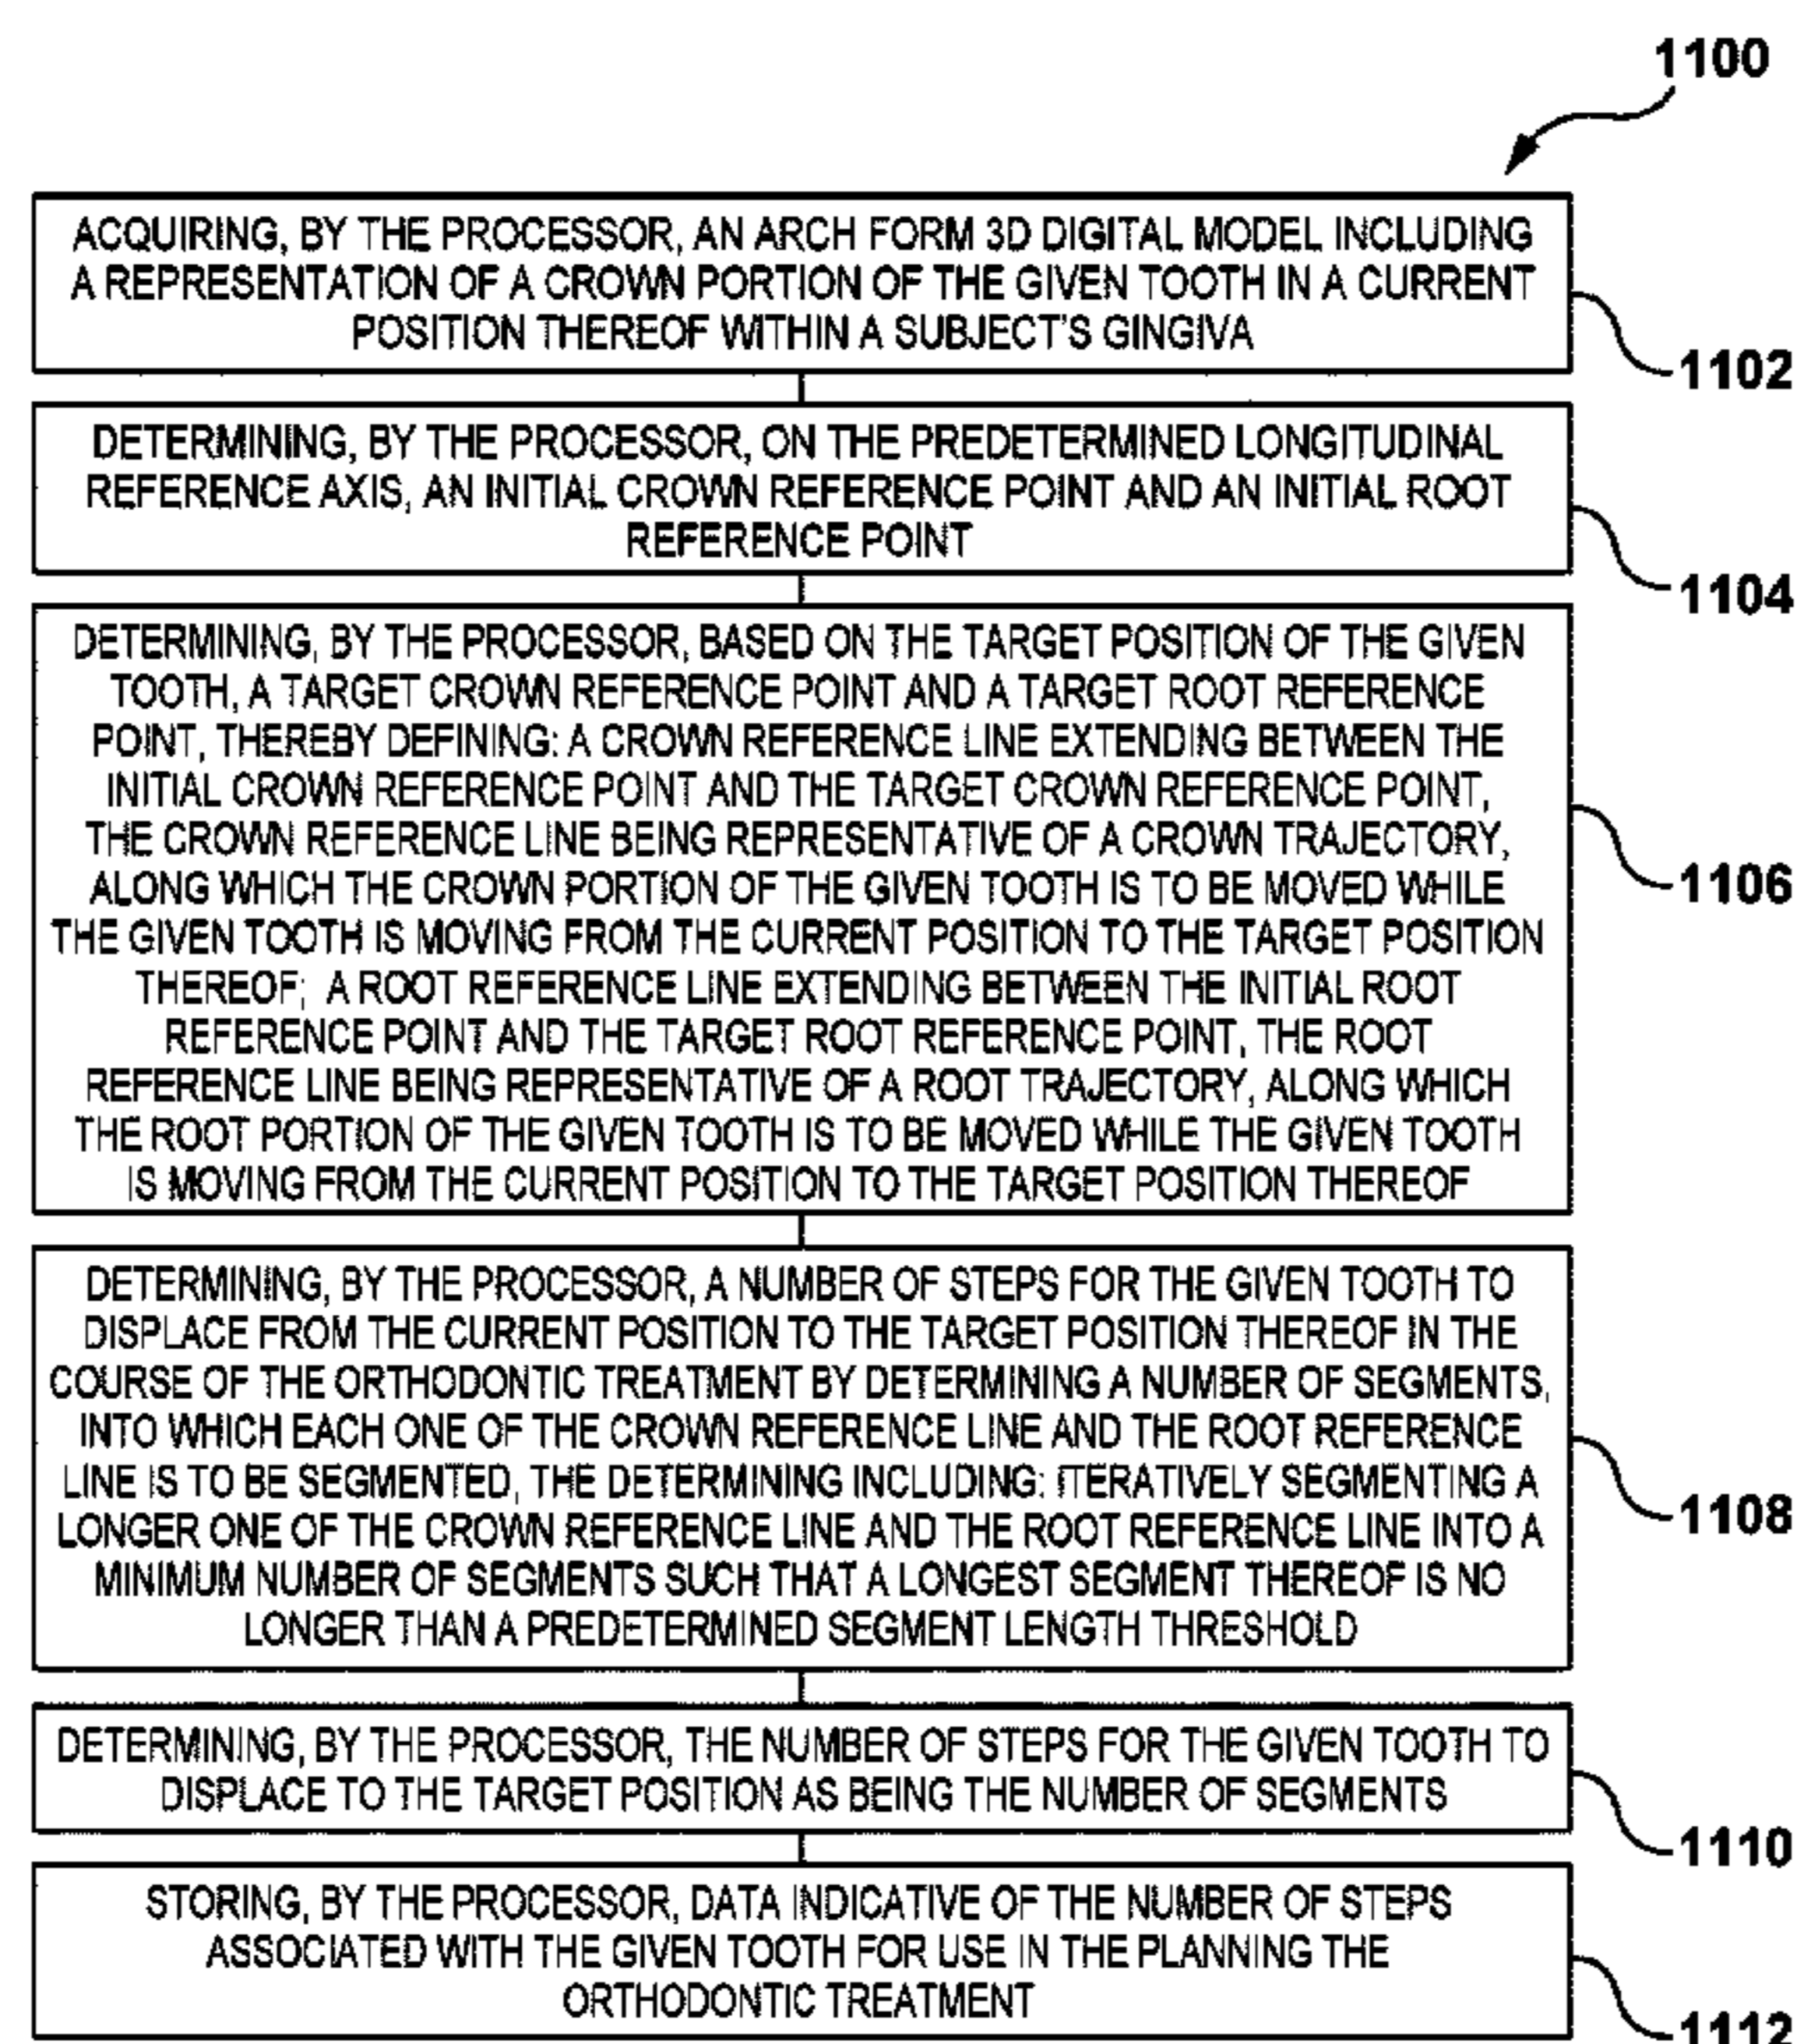 1100
ACQUIRING, BY THE PROCESSOR, AN ARCH FORM 3D DIGITAL MODEL INCLUDING
A REPRESENTATION OF A CROWN PORTION OF THE GIVEN TOOTH IN A CURRENT
POSITION THEREOF WITHIN A SUBJECT'S GINGIVA
1102
DETERMINING, BY THE PROCESSOR, ON THE PREDETERMINED LONGITUDINAL
REFERENCE AXIS, AN INITIAL CROWN REFERENCE POINT AND AN INITIAL ROOT
REFERENCE POINT
1104
DETERMINING, BY THE PROCESSOR, BASED ON THE TARGET POSITION OF THE GIVEN
TOOTH, A TARGET CROWN REFERENCE POINT AND A TARGET ROOT REFERENCE
POINT, THEREBY DEFINING: A CROWN REFERENCE LINE EXTENDING BETWEEN THE
INITIAL CROWN REFERENCE POINT AND THE TARGET CROWN REFERENCE POINT,
THE CROWN REFERENCE LINE BEING REPRESENTATIVE OF A CROWN TRAJECTORY,
ALONG WHICH THE CROWN PORTION OF THE GIVEN TOOTH IS TO BE MOVED WHILE
THE GIVEN TOOTH IS MOVING FROM THE CURRENT POSITION TO THE TARGET POSITION
THEREOF; A ROOT REFERENCE LINE EXTENDING BETWEEN THE INITIAL ROOT
REFERENCE POINT AND THE TARGET ROOT REFERENCE POINT, THE ROOT
REFERENCE LINE BEING REPRESENTATIVE OF A ROOT TRAJECTORY, ALONG WHICH
THE ROOT PORTION OF THE GIVEN TOOTH IS TO BE MOVED WHILE THE GIVEN TOOTH
IS MOVING FROM THE CURRENT POSITION TO THE TARGET POSITION THEREOF
1106
DETERMINING, BY THE PROCESSOR, A NUMBER OF STEPS FOR THE GIVEN TOOTH TO
DISPLACE FROM THE CURRENT POSITION TO THE TARGET POSITION THEREOF IN THE
COURSE OF THE ORTHODONTIC TREATMENT BY DETERMINING A NUMBER OF SEGMENTS,
INTO WHICH EACH ONE OF THE CROWN REFERENCE LINE AND THE ROOT REFERENCE
LINE IS TO BE SEGMENTED, THE DETERMINING INCLUDING: ITERATIVELY SEGMENTING A
LONGER ONE OF THE CROWN REFERENCE LINE AND THE ROOT REFERENCE LINE INTO A
MINIMUM NUMBER OF SEGMENTS SUCH THAT A LONGEST SEGMENT THEREOF IS NO
LONGER THAN A PREDETERMINED SEGMENT LENGTH THRESHOLD
1108
DETERMINING, BY THE PROCESSOR, THE NUMBER OF STEPS FOR THE GIVEN TOOTH TO
DISPLACE TO THE TARGET POSITION AS BEING THE NUMBER OF SEGMENTS
1110
STORING, BY THE PROCESSOR, DATA INDICATIVE OF THE NUMBER OF STEPS
ASSOCIATED WITH THE GIVEN TOOTH FOR USE IN THE PLANNING THE
ORTHODONTIC TREATMENT
1112